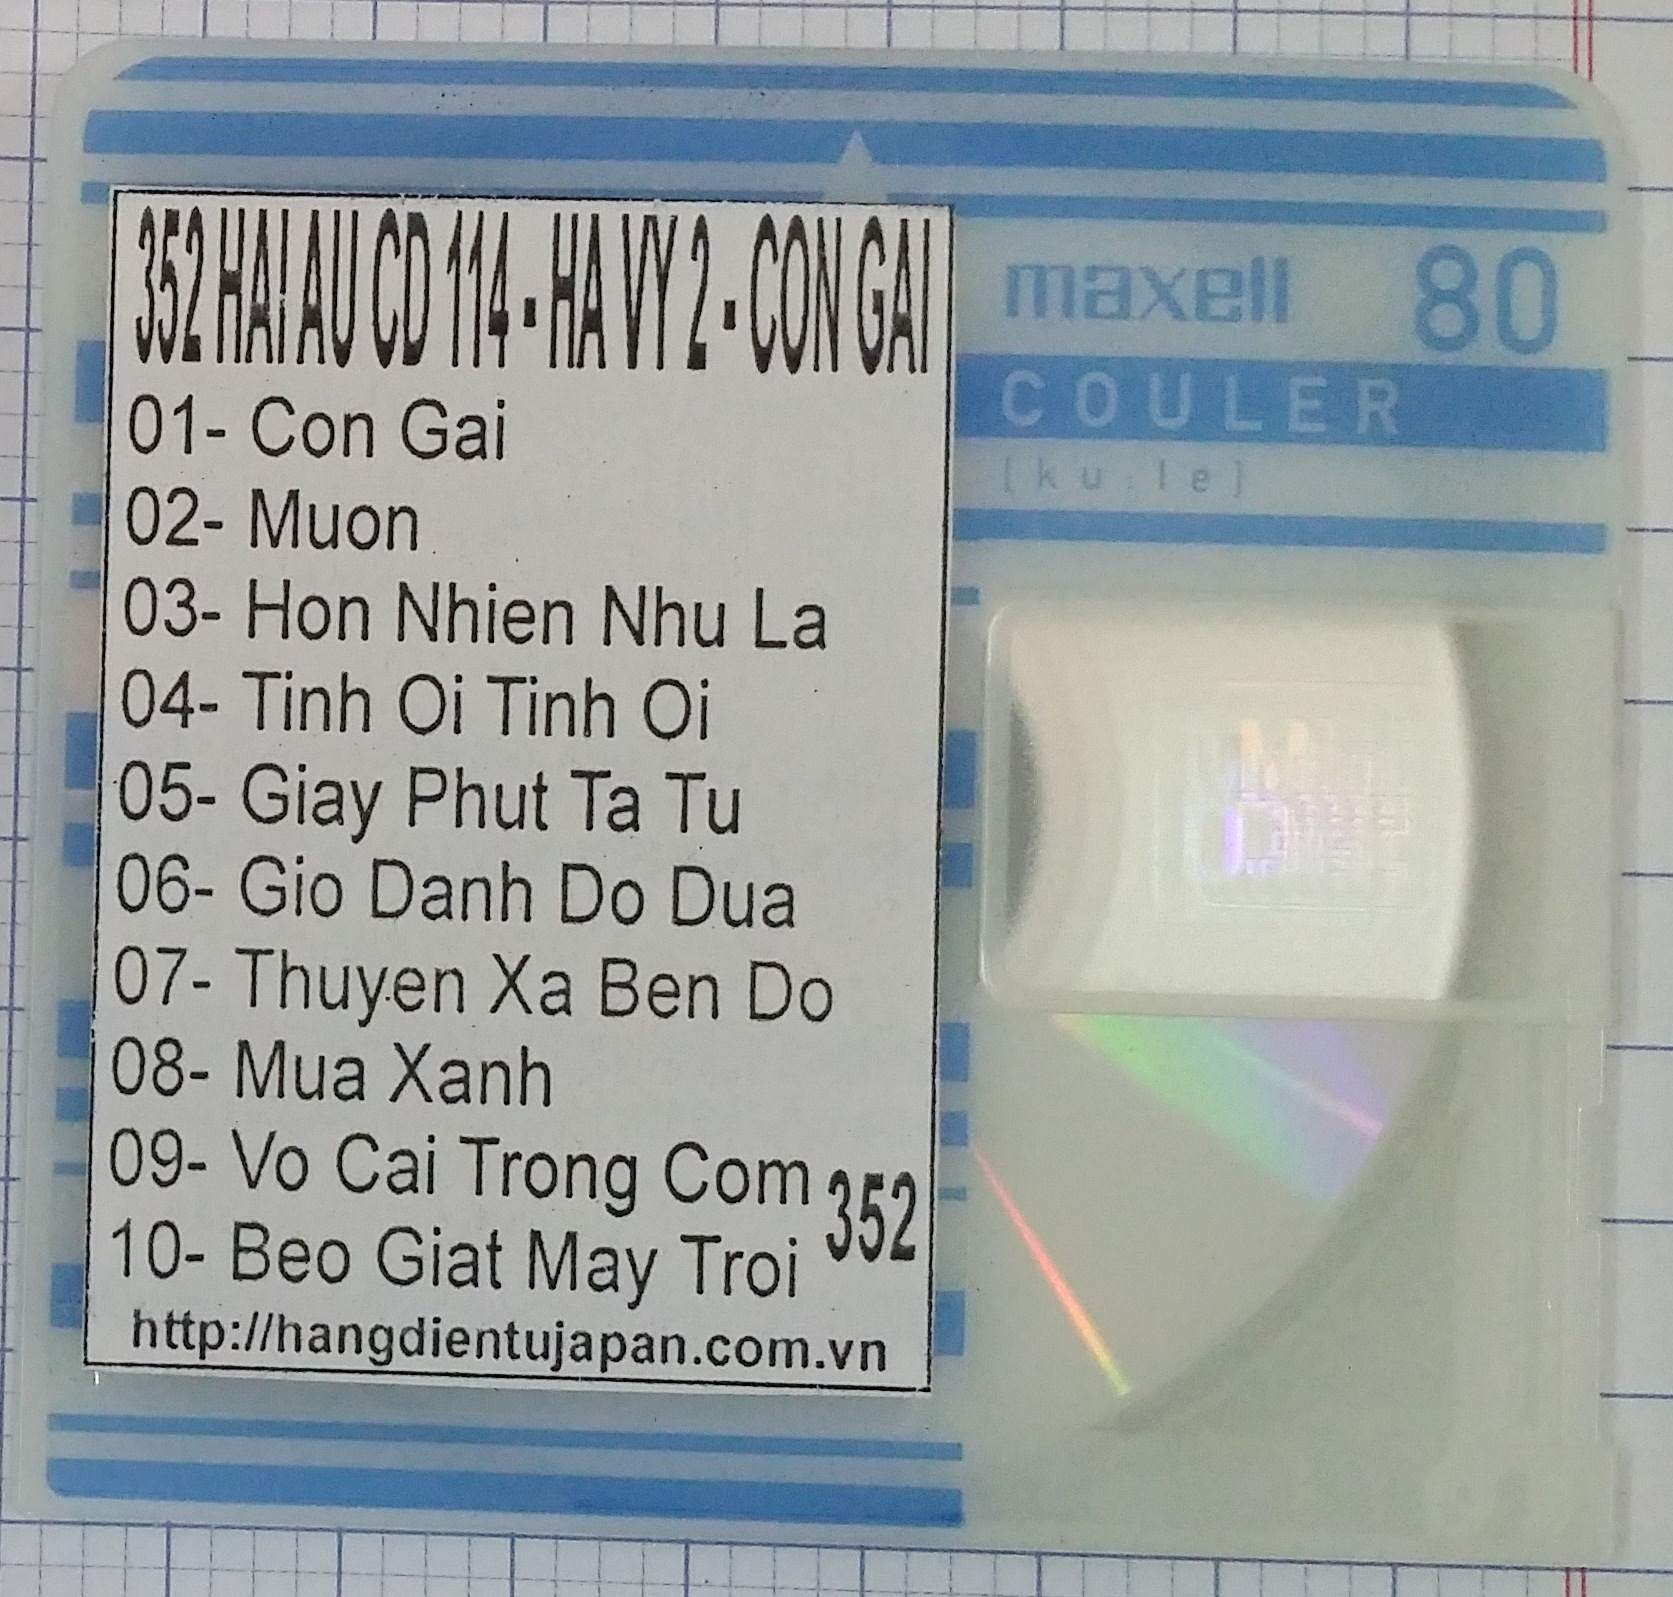 352 HAI AU CD 114 - HA VY 2 - CON GAI
01- Con Gai
02- Muon
03- Hon Nhien Nhu La
04- Tinh Oi Tinh Oi
05- Giay Phut Ta Tu
06- Gio Danh Do Dua
07- Thuyen Xa Ben Do
08- Mua Xanh
09- Vo Cai Trong Com
10- Beo Giat May Troi
352
http://hangdientujapan.com.vn
maxell 80
COULER
[ku:le]